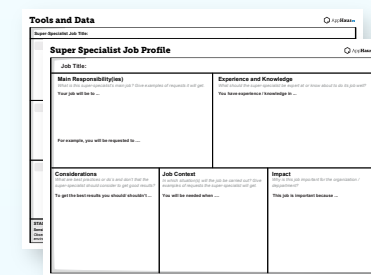 Tools and Data
AppHaus
Super-Specialist Job Title:
Super Specialist Job Profile
AppHaus
Job Title:
Main Responsibility(ies)
What is this super-specialist's main job? Give examples of requests it will get
Your job will be to ...
For example, you will be requested to ...
Experience and Knowledge
What should the super-specialist be expert at or know about to do its job well?
You have experience / knowledge in ...
Considerations
What are best practices or do's and don't that the
super-specialist should consider to get good results?
To get the best results you should/ shouldn't ...
Job Context
In which situation(s) will the job be carried out? Give
examples of requests the super-specialist will get
You will be needed when ....
Impact
Why is this job important for the organization /
department?
This job is important because ...